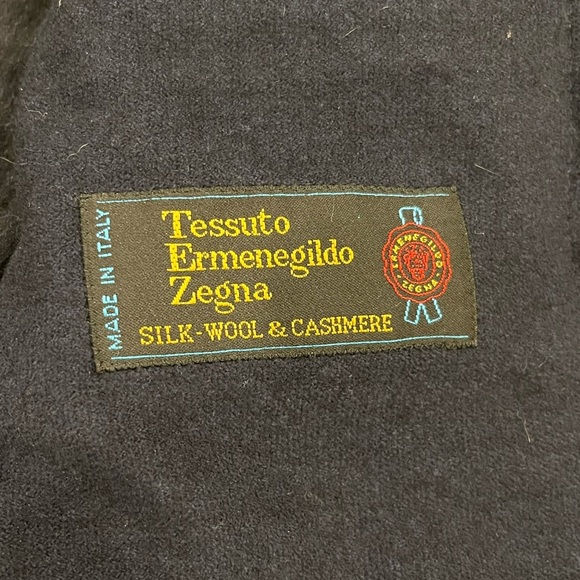 MADE IN ITALY
Tessuto
Ermenegildo
Zegna
SILK-WOOL & CASHMERE
ERMENEGILDO
ZEGNA